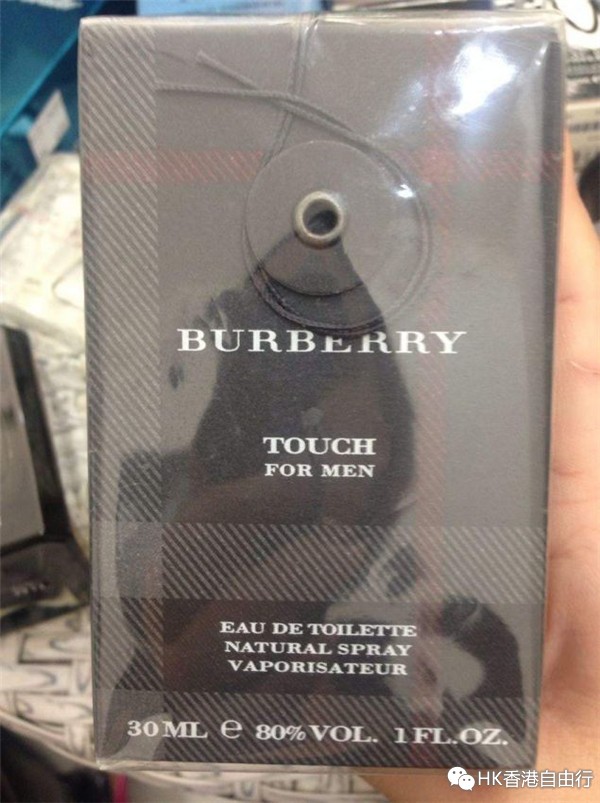 BURBERRY
TOUCH
FOR MEN
EAU DE TOILETTE
NATURAL SPRAY
VAPORISATEUR
30 ML ℮ 80% VOL. 1 FL.OZ.
HK香港自由行